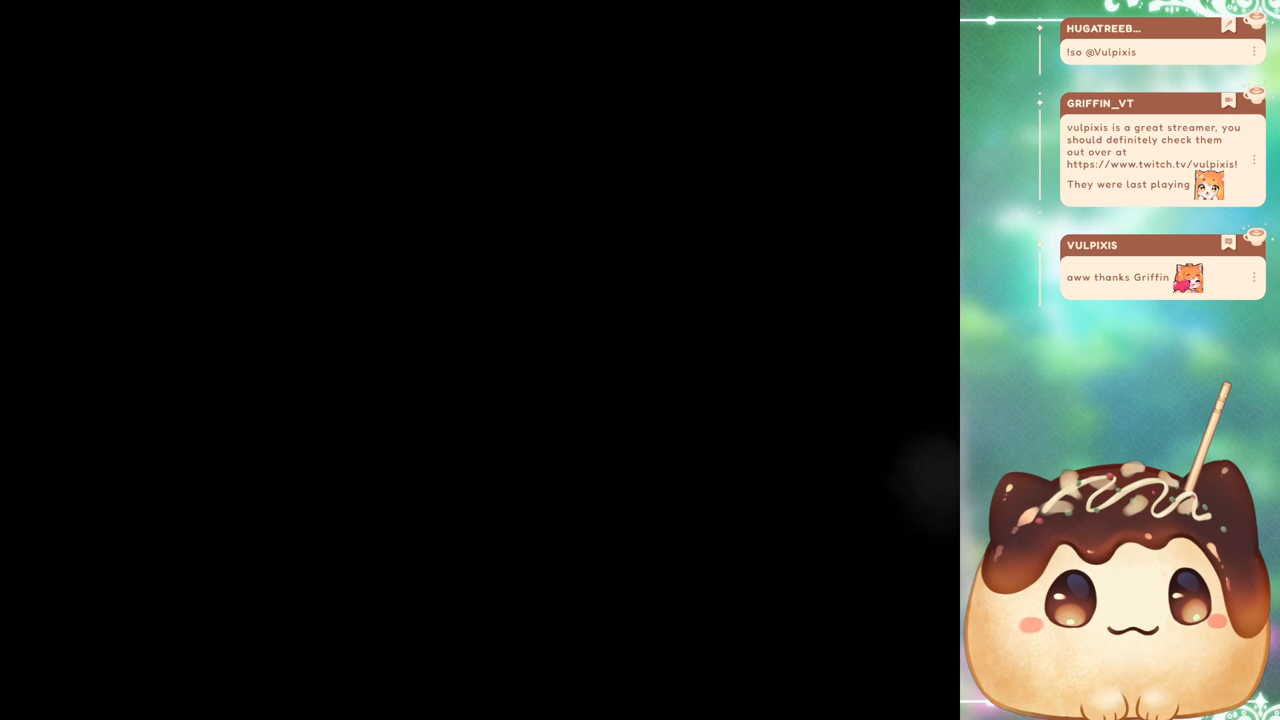 HUGATREEB...
!so @Vulpixis
GRIFFIN_VT
vulpixis is a great streamer, you
should definitely check them
out over at
https://www.twitch.tv/vulpixis!
They were last playing
VULPIXIS
aww thanks Griffin